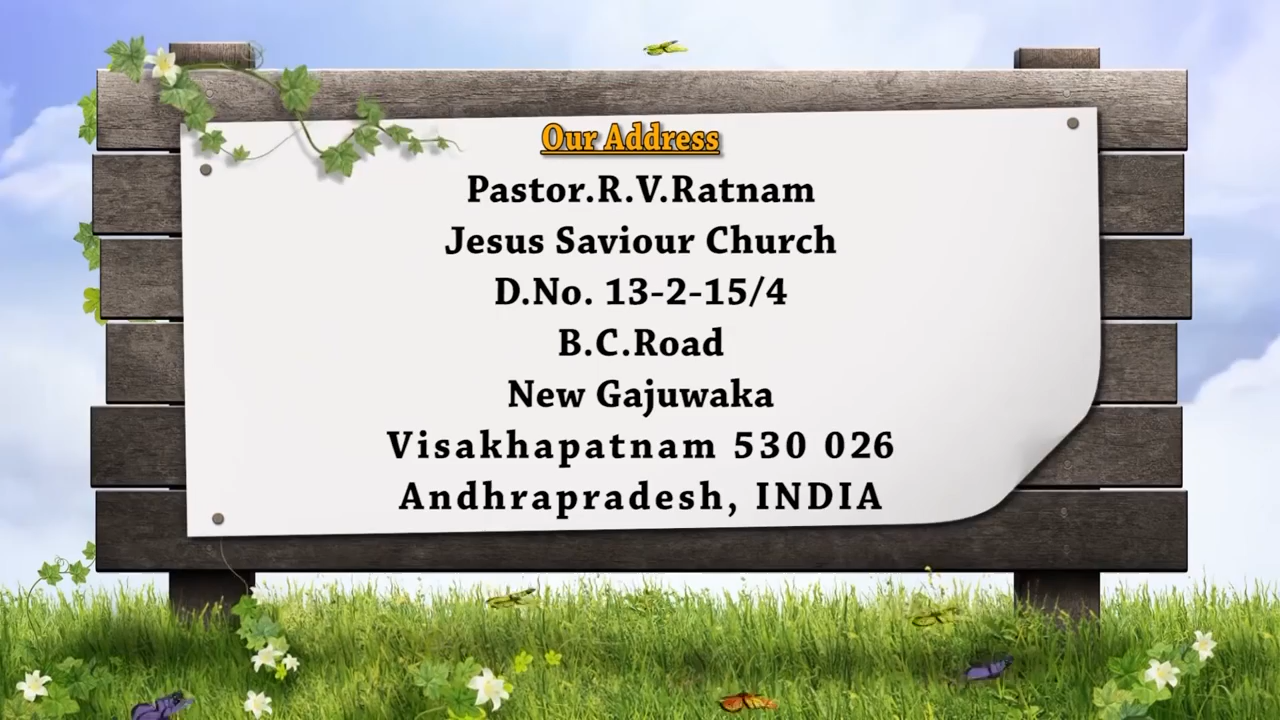 Our Address
Pastor.R.V.Ratnam
Jesus Saviour Church
D.No. 13-2-15/4
B.C.Road
New Gajuwaka
Visakhapatnam 530 026
Andhrapradesh, INDIA